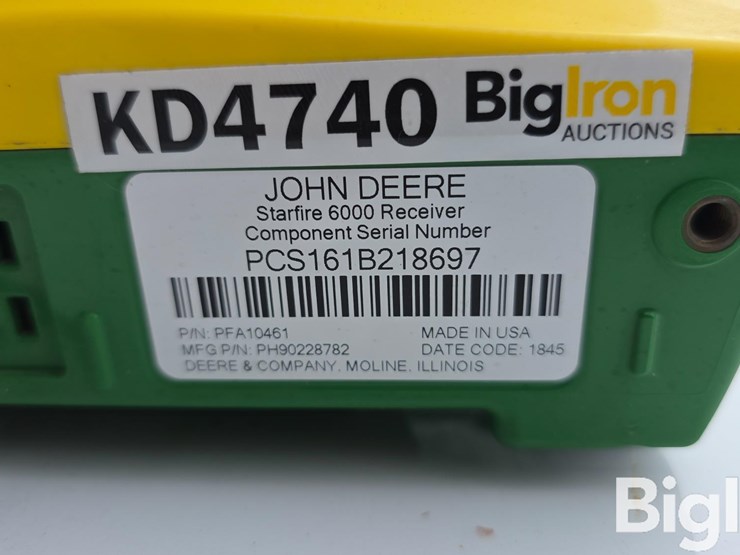 KD4740 BigIron
AUCTIONS
JOHN DEERE
Starfire 6000 Receiver
Component Serial Number
PCS161B218697
P/N: PFA10461 MADE IN USA
MFG P/N: PH90228782 DATE CODE: 1845
DEERE & COMPANY, MOLINE, ILLINOIS
BigI